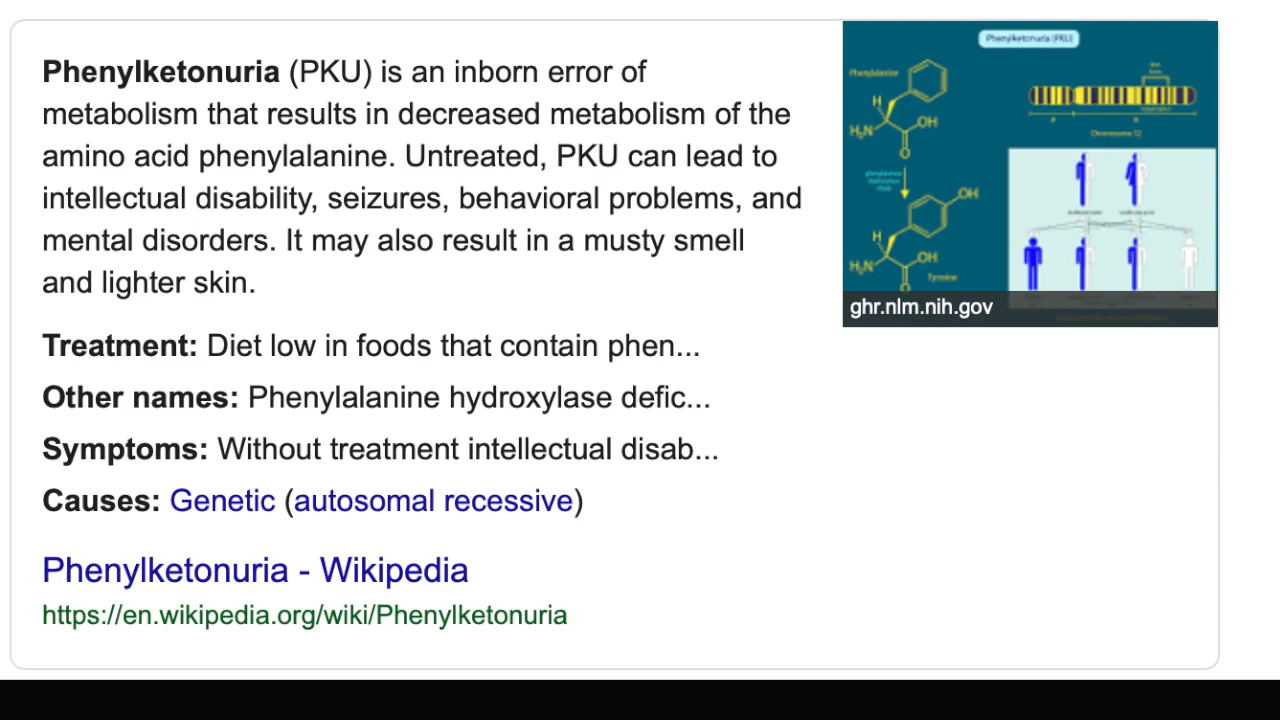 Phenylketonuria (PKU) is an inborn error of
metabolism that results in decreased metabolism of the
amino acid phenylalanine. Untreated, PKU can lead to
intellectual disability, seizures, behavioral problems, and
mental disorders. It may also result in a musty smell
and lighter skin.
Treatment: Diet low in foods that contain phen...
Other names: Phenylalanine hydroxylase defic...
Symptoms: Without treatment intellectual disab...
Causes: Genetic (autosomal recessive)
Phenylketonuria - Wikipedia
https://en.wikipedia.org/wiki/Phenylketonuria
Phenylketonuria (PKU)
Phenylalanine
H
OH
H₂N
O
Chromosome 12
OH
H
OH
H₂N
O
Tyrosine
ghr.nlm.nih.gov